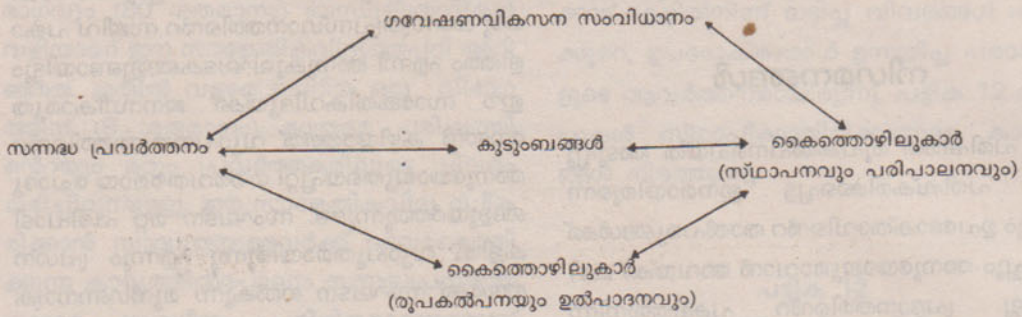 ഗവേഷണവികസന സംവിധാനം
സന്നദ്ധ പ്രവർത്തനം
കുടുംബങ്ങൾ
കൈത്തൊഴിലുകാർ
(സ്ഥാപനവും പരിപാലനവും)
കൈത്തൊഴിലുകാർ
(രൂപകൽപനയും ഉൽപാദനവും)